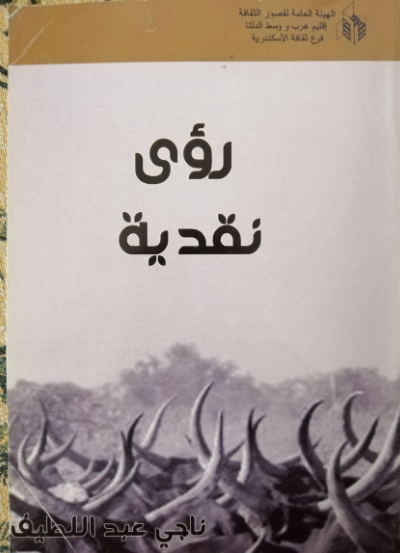 الهيئة العامة لقصور الثقافة
إقليم غرب و وسط الدلتا
فرع ثقافة الأسكندرية
رؤى
نقدية
ناجي عبد اللطيف